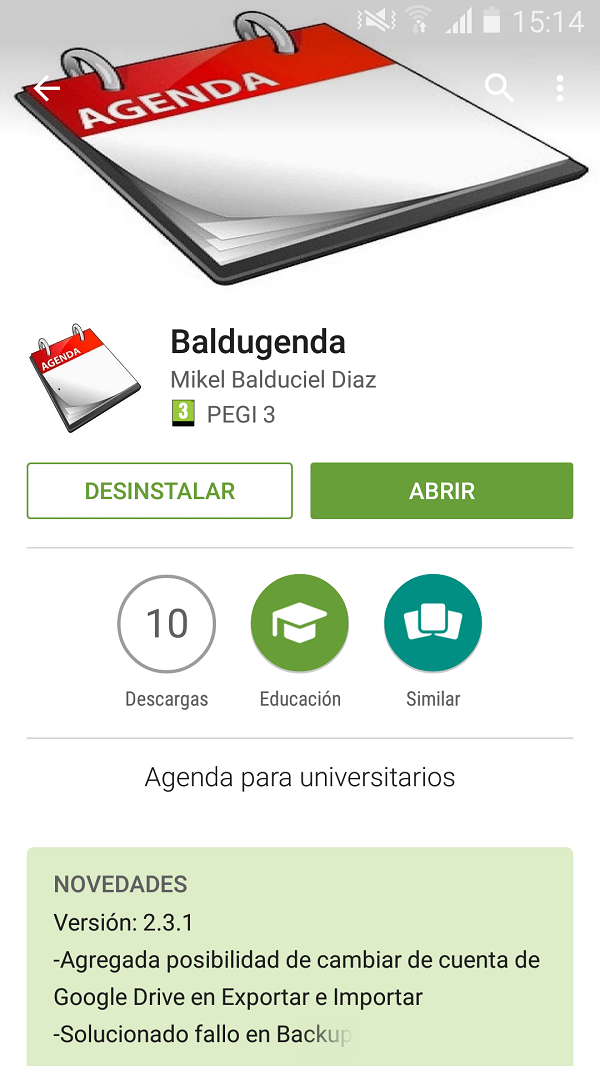 15:14
AGENDA
AGENDA
Baldugenda
Mikel Balduciel Diaz
3 PEGI 3
DESINSTALAR
ABRIR
10
Descargas
Educación
Similar
Agenda para universitarios
NOVEDADES
Versión: 2.3.1
-Agregada posibilidad de cambiar de cuenta de
Google Drive en Exportar e Importar
-Solucionado fallo en Backup